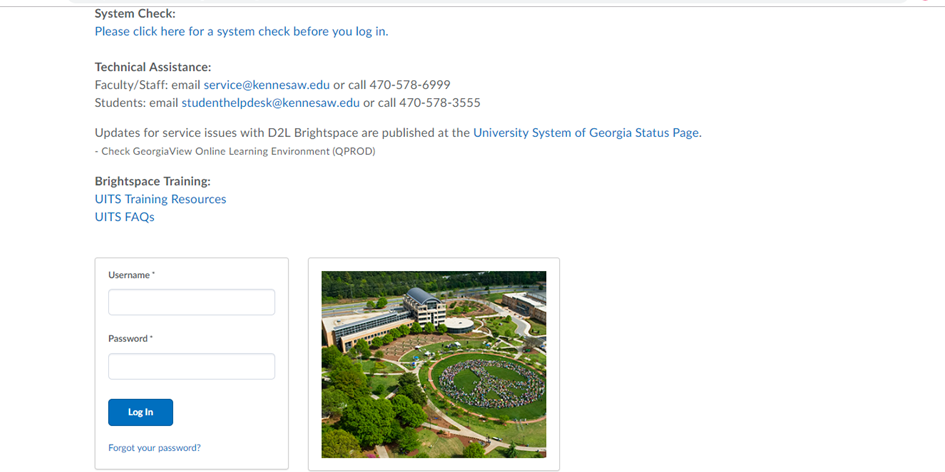 System Check:
Please click here for a system check before you log in.
Technical Assistance:
Faculty/Staff: email service@kennesaw.edu or call 470-578-6999
Students: email studenthelpdesk@kennesaw.edu or call 470-578-3555
Updates for service issues with D2L Brightspace are published at the University System of Georgia Status Page.
- Check GeorgiaView Online Learning Environment (QPROD)
Brightspace Training:
UITS Training Resources
UITS FAQs
Username *
Password *
Log In
Forgot your password?